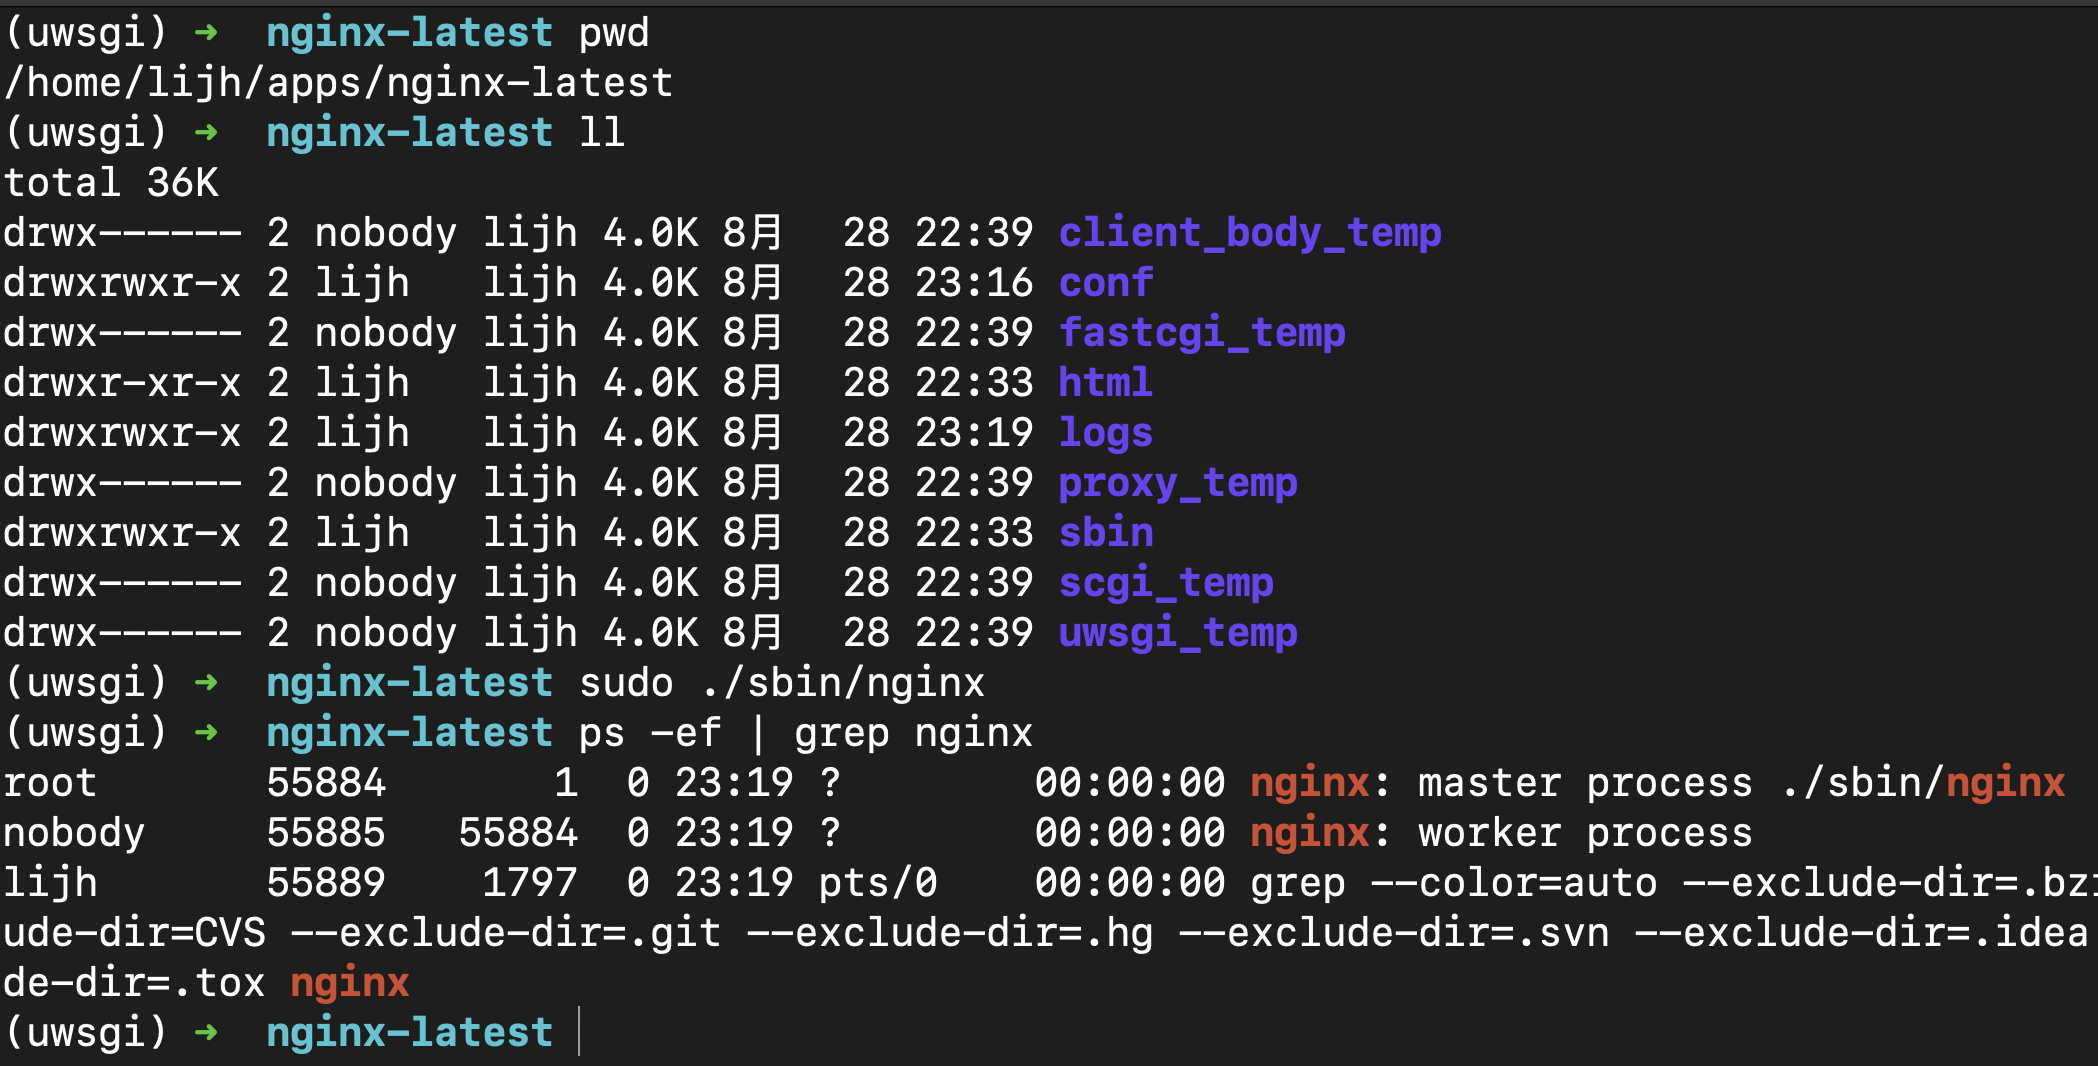 (uwsgi) ➜  nginx-latest pwd
/home/lijh/apps/nginx-latest
(uwsgi) ➜  nginx-latest ll
total 36K
drwx------ 2 nobody lijh 4.0K 8月   28 22:39 client_body_temp
drwxrwxr-x 2 lijh   lijh 4.0K 8月   28 23:16 conf
drwx------ 2 nobody lijh 4.0K 8月   28 22:39 fastcgi_temp
drwxr-xr-x 2 lijh   lijh 4.0K 8月   28 22:33 html
drwxrwxr-x 2 lijh   lijh 4.0K 8月   28 23:19 logs
drwx------ 2 nobody lijh 4.0K 8月   28 22:39 proxy_temp
drwxrwxr-x 2 lijh   lijh 4.0K 8月   28 22:33 sbin
drwx------ 2 nobody lijh 4.0K 8月   28 22:39 scgi_temp
drwx------ 2 nobody lijh 4.0K 8月   28 22:39 uwsgi_temp
(uwsgi) ➜  nginx-latest sudo ./sbin/nginx
(uwsgi) ➜  nginx-latest ps -ef | grep nginx
root       55884       1  0 23:19 ?        00:00:00 nginx: master process ./sbin/nginx
nobody     55885   55884  0 23:19 ?        00:00:00 nginx: worker process
lijh       55889    1797  0 23:19 pts/0    00:00:00 grep --color=auto --exclude-dir=.bz
ude-dir=CVS --exclude-dir=.git --exclude-dir=.hg --exclude-dir=.svn --exclude-dir=.idea
de-dir=.tox nginx
(uwsgi) ➜  nginx-latest